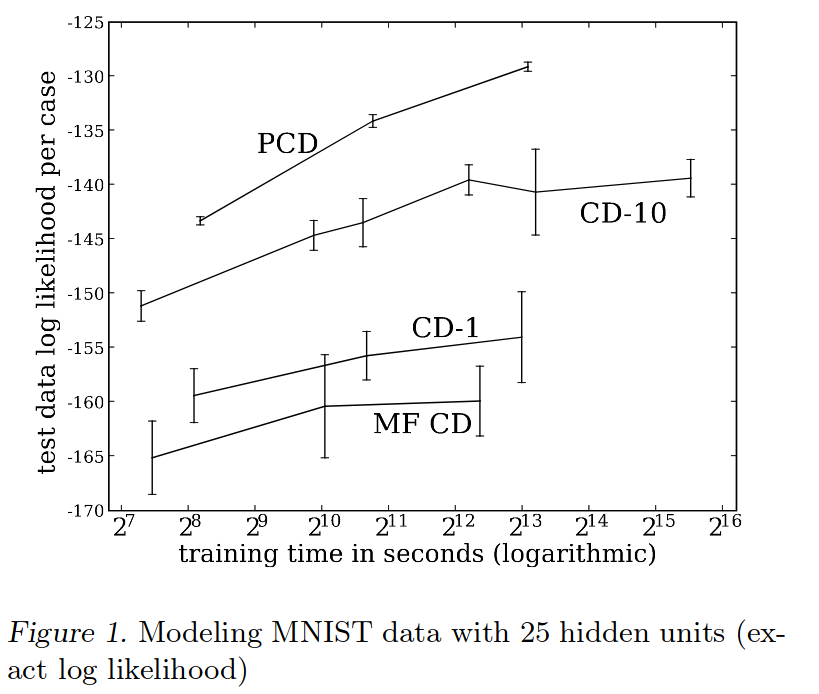 -125
-130
-135
-140
-145
-150
-155
-160
-165
-170
test data log likelihood per case
PCD
CD-10
CD-1
MF CD
2^7 2^8 2^9 2^10 2^11 2^12 2^13 2^14 2^15 2^16
training time in seconds (logarithmic)
Figure 1. Modeling MNIST data with 25 hidden units (ex-
act log likelihood)